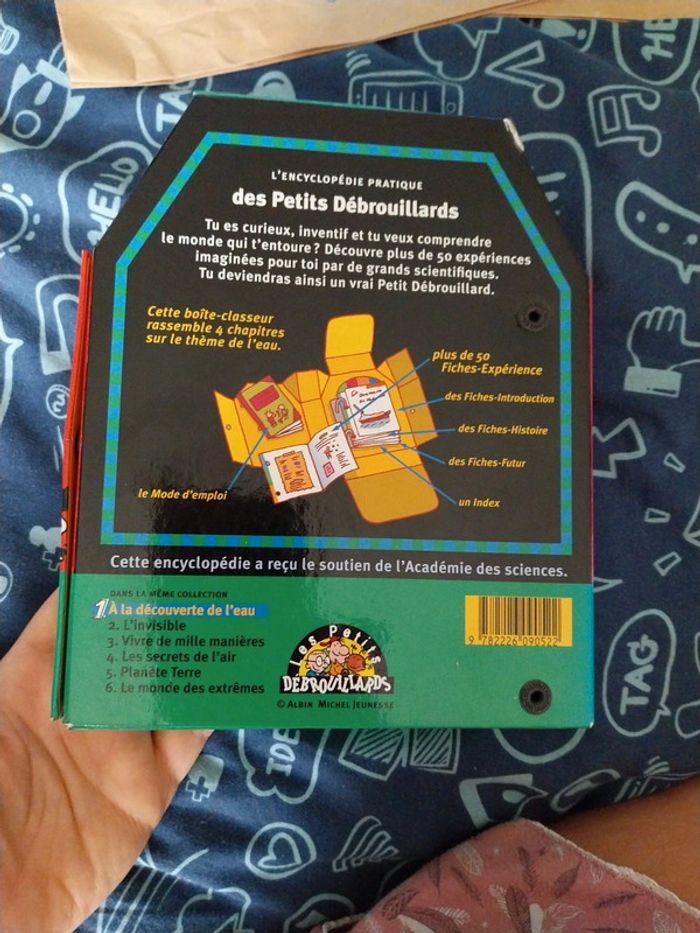 L'ENCYCLOPÉDIE PRATIQUE
des Petits Débrouillards
Tu es curieux, inventif et tu veux comprendre
le monde qui t'entoure ? Découvre plus de 50 expériences
imaginées pour toi par de grands scientifiques.
Tu deviendras ainsi un vrai Petit Débrouillard.
Cette boîte-classeur
rassemble 4 chapitres
sur le thème de l'eau.
plus de 50
Fiches-Expérience
des Fiches-Introduction
des Fiches-Histoire
des Fiches-Futur
un Index
le Mode d'emploi
Cette encyclopédie a reçu le soutien de l'Académie des sciences.
DANS LA MÊME COLLECTION
1. À la découverte de l'eau
2. L'invisible
3. Vivre de mille manières
4. Les secrets de l'air
5. Planète Terre
6. Le monde des extrêmes
Les Petits
DÉBROUILLARDS
© ALBIN MICHEL JEUNESSE
9 782226 090522
TAG
HELLO
TAG